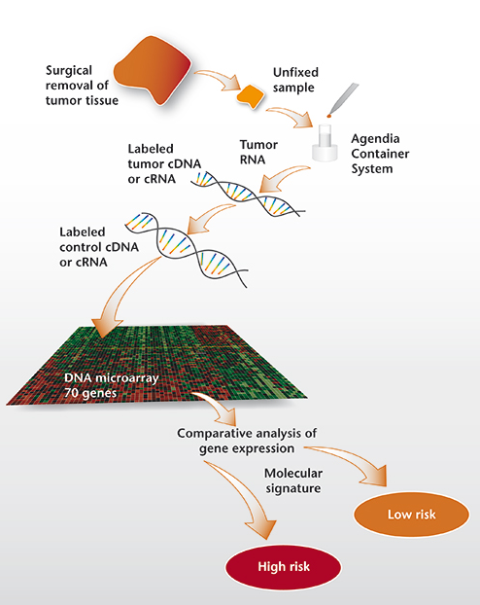 Surgical
removal of
tumor tissue
Unfixed
sample
Agendia
Container
System
Tumor
RNA
Labeled
tumor cDNA
or cRNA
Labeled
control cDNA
or cRNA
DNA microarray
70 genes
Comparative analysis of
gene expression
Molecular
signature
Low risk
High risk